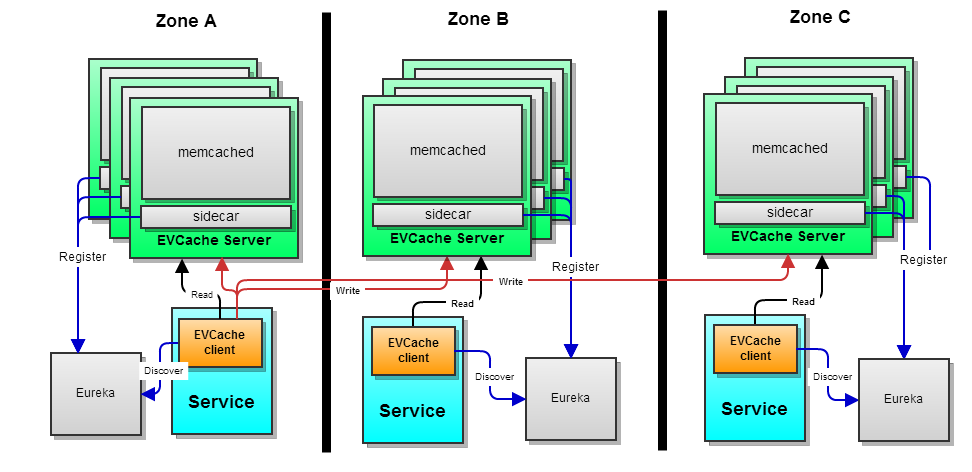 Zone A
Zone B
Zone C
memcached
sidecar
EVCache Server
memcached
sidecar
EVCache Server
memcached
sidecar
EVCache Server
Register
Register
Register
Read
Write
Read
Write
Read
EVCache
client
Service
Discover
Eureka
EVCache
client
Service
Discover
Eureka
EVCache
client
Service
Discover
Eureka